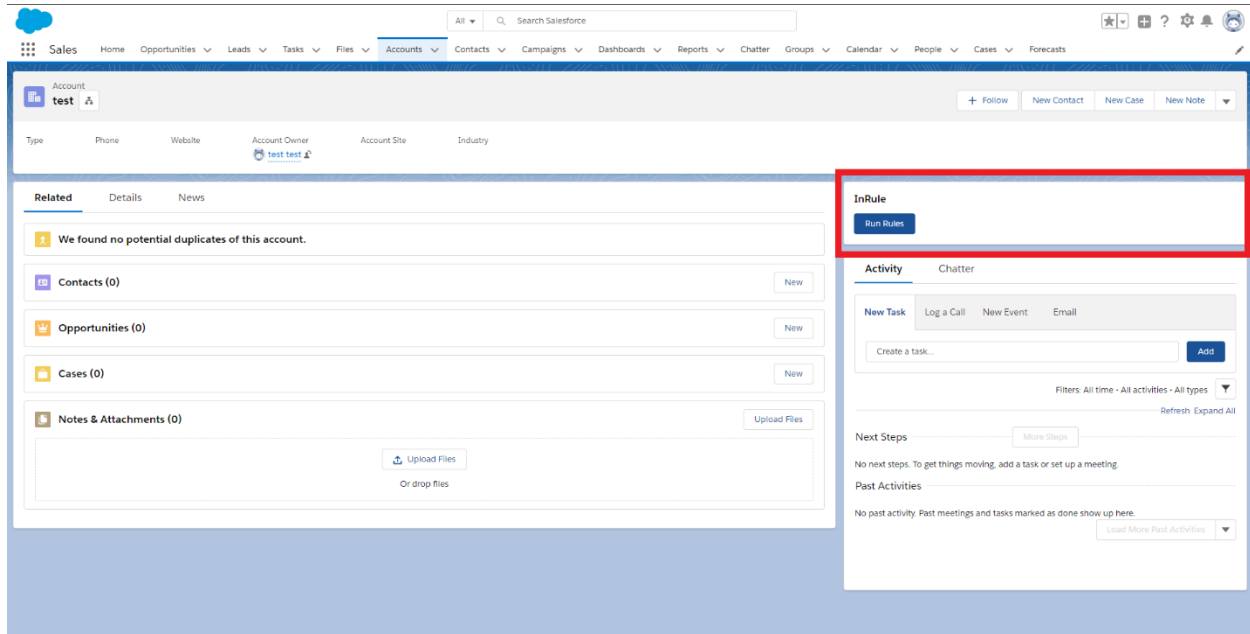 All Search Salesforce
Sales Home Opportunities Leads Tasks Files Accounts Contacts Campaigns Dashboards Reports Chatter Groups Calendar People Cases Forecasts
Account
test
+ Follow New Contact New Case New Note
Type Phone Website Account Owner Account Site Industry
test test
Related Details News
We found no potential duplicates of this account.
Contacts (0) New
Opportunities (0) New
Cases (0) New
Notes & Attachments (0) Upload Files
Upload Files
Or drop files
InRule
Run Rules
Activity Chatter
New Task Log a Call New Event Email
Create a task... Add
Filters: All time • All activities • All types
Refresh Expand All
Next Steps More Steps
No next steps. To get things moving, add a task or set up a meeting.
Past Activities
No past activity. Past meetings and tasks marked as done show up here.
Load More Past Activities